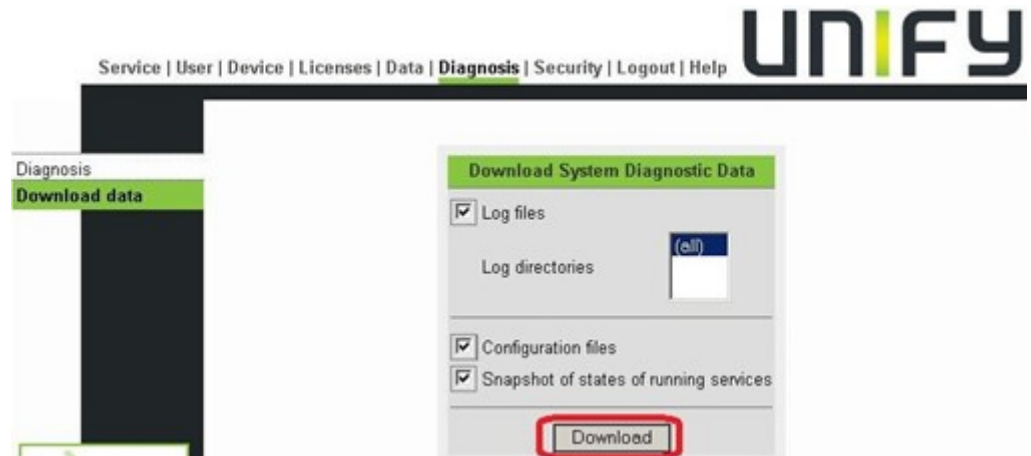 UNIFY
Service | User | Device | Licenses | Data | Diagnosis | Security | Logout | Help
Diagnosis
Download data
Download System Diagnostic Data
Log files
(all)
Log directories
Configuration files
Snapshot of states of running services
Download